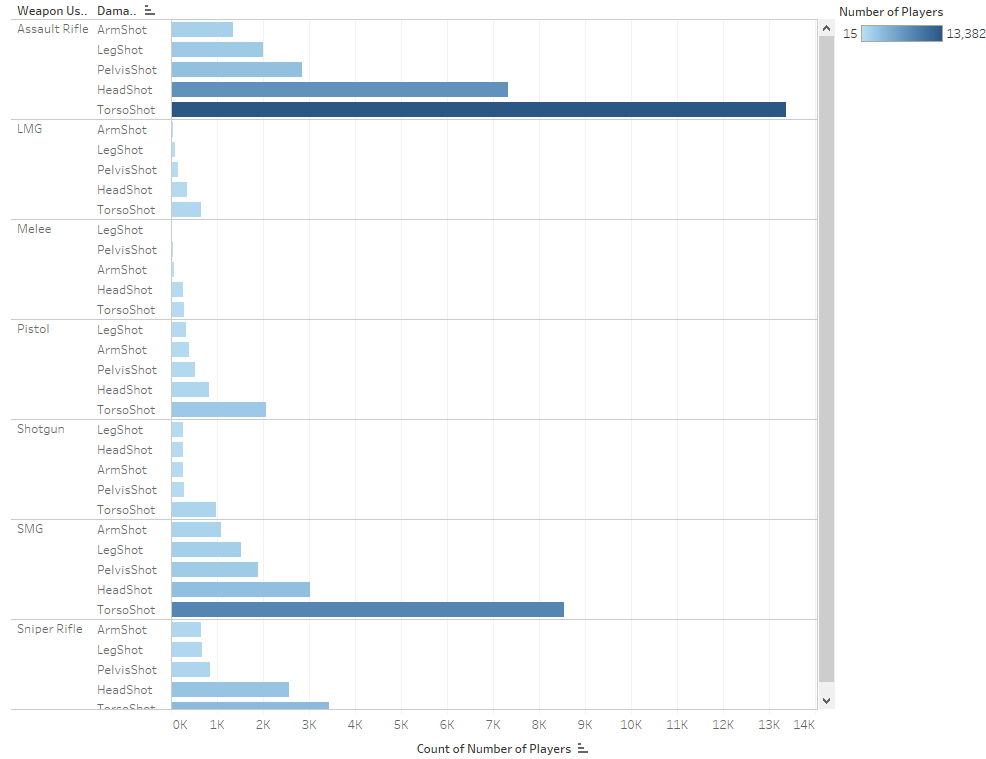 Weapon Us.. Dama..
Number of Players
15 13,382
Assault Rifle ArmShot
LegShot
PelvisShot
HeadShot
TorsoShot
LMG ArmShot
LegShot
PelvisShot
HeadShot
TorsoShot
Melee LegShot
PelvisShot
ArmShot
HeadShot
TorsoShot
Pistol LegShot
ArmShot
PelvisShot
HeadShot
TorsoShot
Shotgun LegShot
HeadShot
ArmShot
PelvisShot
TorsoShot
SMG ArmShot
LegShot
PelvisShot
HeadShot
TorsoShot
Sniper Rifle ArmShot
LegShot
PelvisShot
HeadShot
TorsoShot
0K 1K 2K 3K 4K 5K 6K 7K 8K 9K 10K 11K 12K 13K 14K
Count of Number of Players